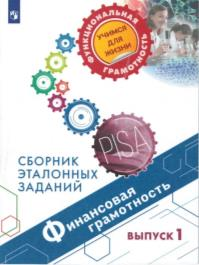 ФУНКЦИОНАЛЬНАЯ ГРАМОТНОСТЬ
УЧИМСЯ ДЛЯ ЖИЗНИ
PISA
СБОРНИК
ЭТАЛОННЫХ
ЗАДАНИЙ
Финансовая грамотность
ВЫПУСК 1